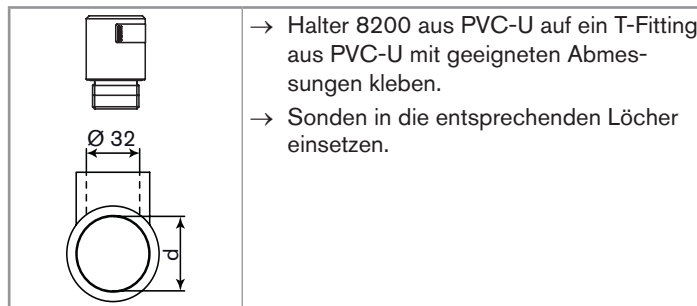 Ø 32
d
→ Halter 8200 aus PVC-U auf ein T-Fitting
aus PVC-U mit geeigneten Abmes-
sungen kleben.
→ Sonden in die entsprechenden Löcher
einsetzen.